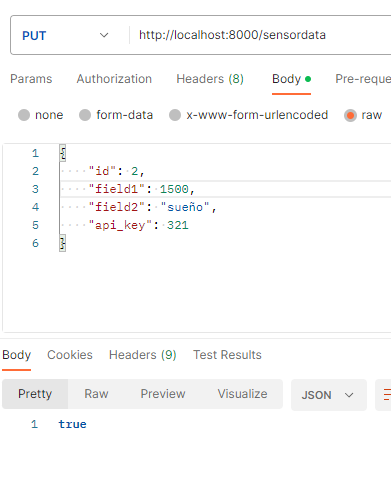 PUT http://localhost:8000/sensordata
Params Authorization Headers (8) Body Pre-reque
none form-data x-www-form-urlencoded raw
1 {
2 "id": 2,
3 "field1": 1500,
4 "field2": "sueño",
5 "api_key": 321
6 }
Body Cookies Headers (9) Test Results
Pretty Raw Preview Visualize JSON
1 true